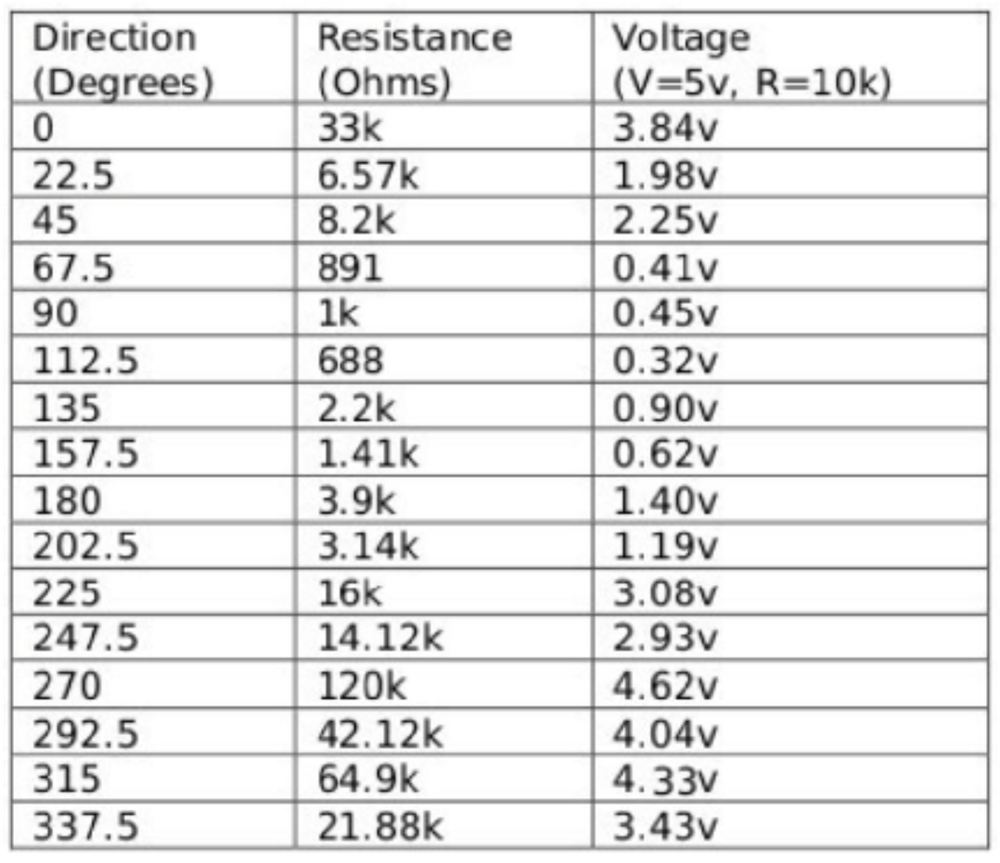 Direction (Degrees) Resistance (Ohms) Voltage (V=5v, R=10k)
0 33k 3.84v
22.5 6.57k 1.98v
45 8.2k 2.25v
67.5 891 0.41v
90 1k 0.45v
112.5 688 0.32v
135 2.2k 0.90v
157.5 1.41k 0.62v
180 3.9k 1.40v
202.5 3.14k 1.19v
225 16k 3.08v
247.5 14.12k 2.93v
270 120k 4.62v
292.5 42.12k 4.04v
315 64.9k 4.33v
337.5 21.88k 3.43v